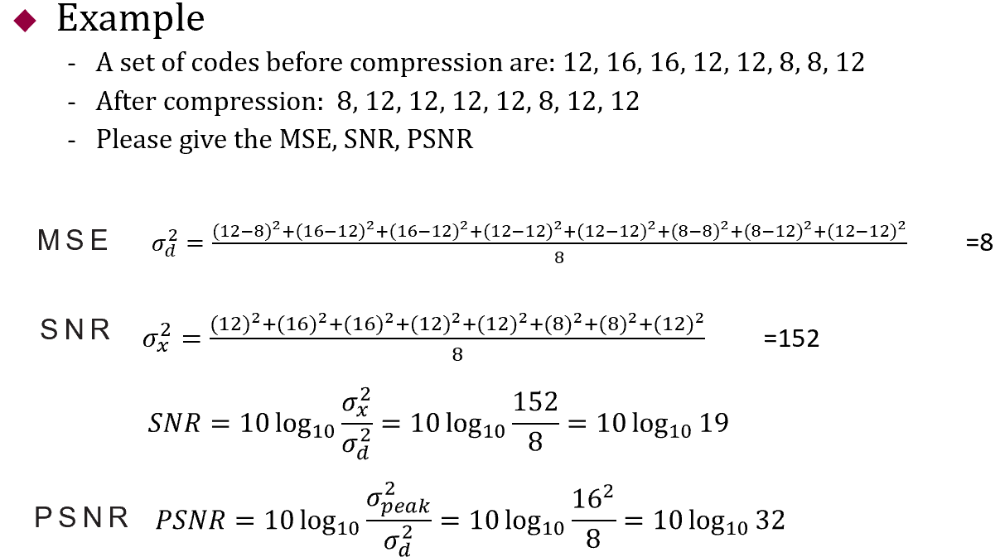 ◆ Example
- A set of codes before compression are: 12, 16, 16, 12, 12, 8, 8, 12
- After compression: 8, 12, 12, 12, 12, 8, 12, 12
- Please give the MSE, SNR, PSNR
MSE σ_d^2 = \frac{(12−8)^2+(16−12)^2+(16−12)^2+(12−12)^2+(12−12)^2+(8−8)^2+(8−12)^2+(12−12)^2}{8} =8
SNR σ_x^2 = \frac{(12)^2+(16)^2+(16)^2+(12)^2+(12)^2+(8)^2+(8)^2+(12)^2}{8} =152
SNR = 10 log_{10} \frac{σ_x^2}{σ_d^2} = 10 log_{10} \frac{152}{8} = 10 log_{10} 19
PSNR PSNR = 10 log_{10} \frac{σ_{peak}^2}{σ_d^2} = 10 log_{10} \frac{16^2}{8} = 10 log_{10} 32